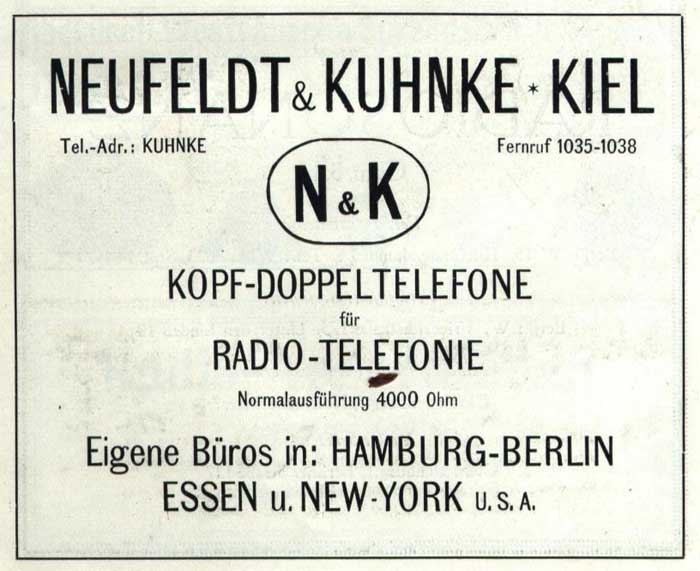 NEUFELDT & KUHNKE * KIEL
Tel.-Adr.: KUHNKE Fernruf 1035-1038
N & K
KOPF-DOPPELTELEFONE
für
RADIO-TELEFONIE
Normalausführung 4000 Ohm
Eigene Büros in: HAMBURG-BERLIN
ESSEN u. NEW-YORK U. S. A.